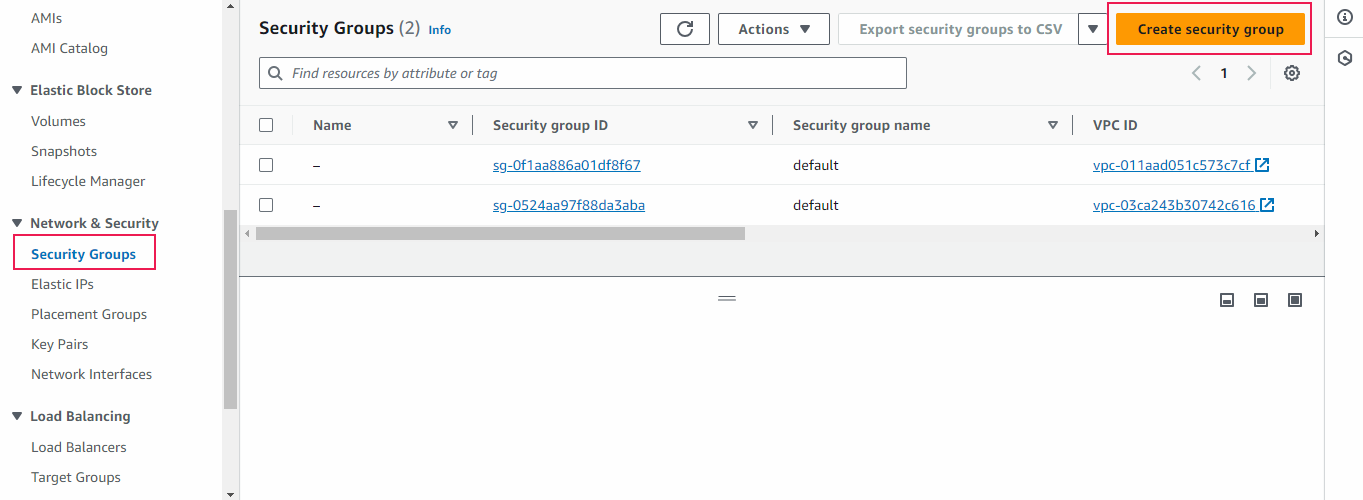 AMIs
AMI Catalog
Elastic Block Store
Volumes
Snapshots
Lifecycle Manager
Network & Security
Security Groups
Elastic IPs
Placement Groups
Key Pairs
Network Interfaces
Load Balancing
Load Balancers
Target Groups
Security Groups (2) Info
Actions
Export security groups to CSV
Create security group
Find resources by attribute or tag
1
Name Security group ID Security group name VPC ID
– sg-0f1aa886a01df8f67 default vpc-011aad051c573c7cf
– sg-0524aa97f88da3aba default vpc-03ca243b30742c616